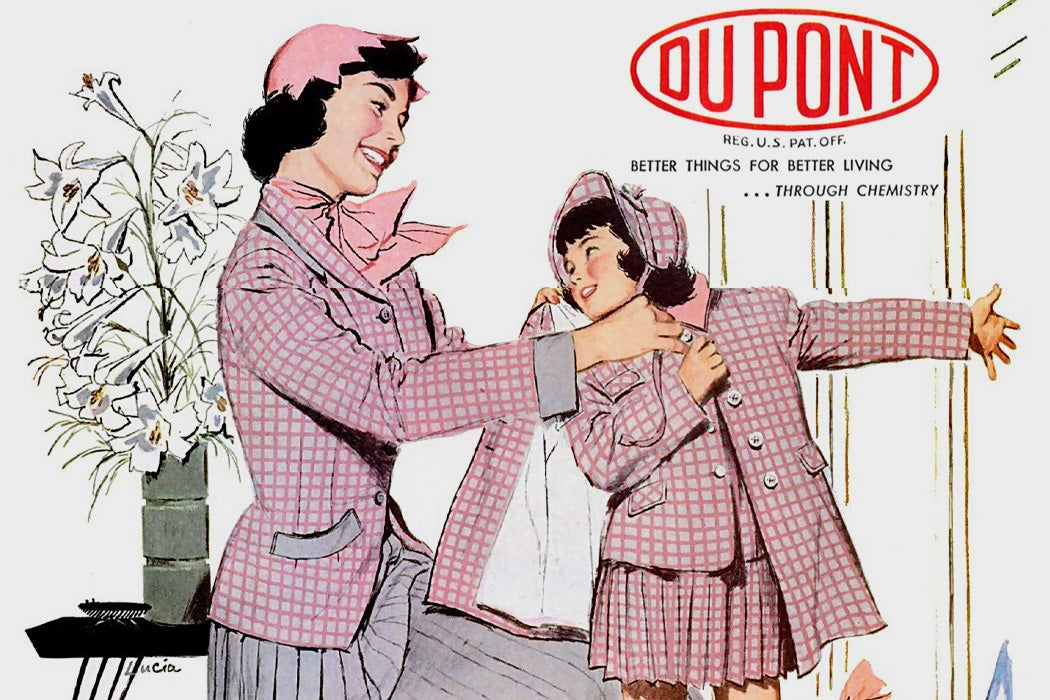 DU PONT
REG. U.S. PAT. OFF.
BETTER THINGS FOR BETTER LIVING
... THROUGH CHEMISTRY
Lucia